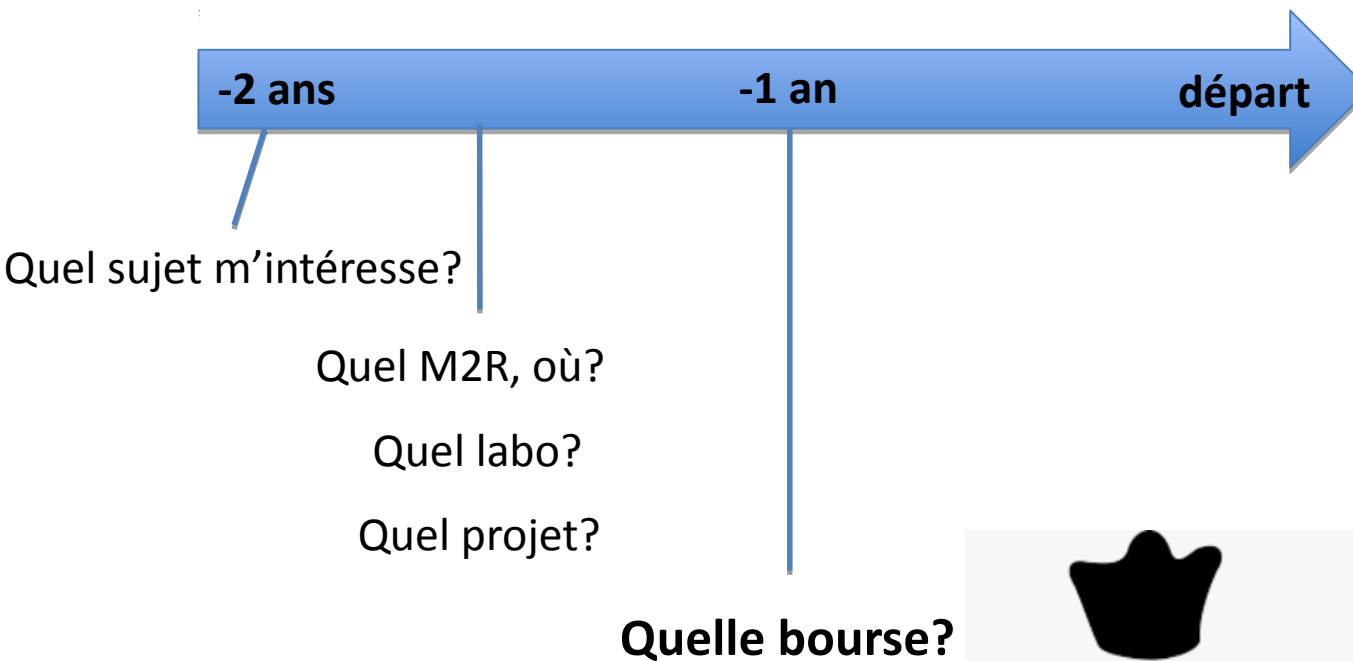 -2 ans
-1 an
départ
Quel sujet m’intéresse?
Quel M2R, où?
Quel labo?
Quel projet?
Quelle bourse?